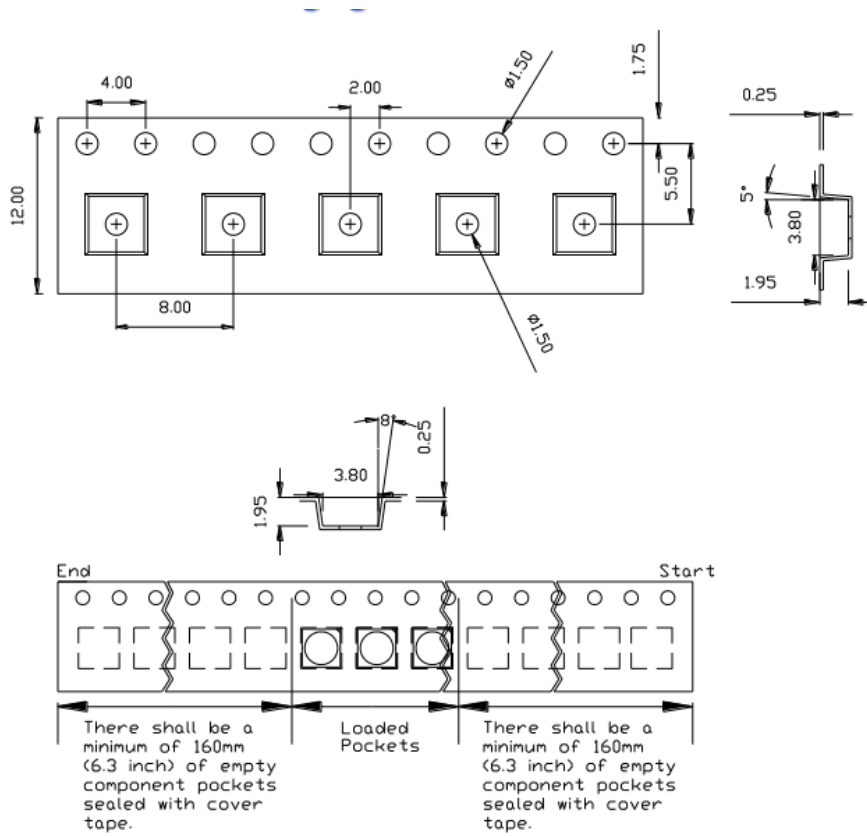 4.00
2.00
ø1.50
1.75
0.25
12.00
5.50
5°
3.80
1.95
8.00
ø1.50
8°
0.25
3.80
1.95
End
Start
There shall be a
minimum of 160mm
(6.3 inch) of empty
component pockets
sealed with cover
tape.
Loaded
Pockets
There shall be a
minimum of 160mm
(6.3 inch) of empty
component pockets
sealed with cover
tape.